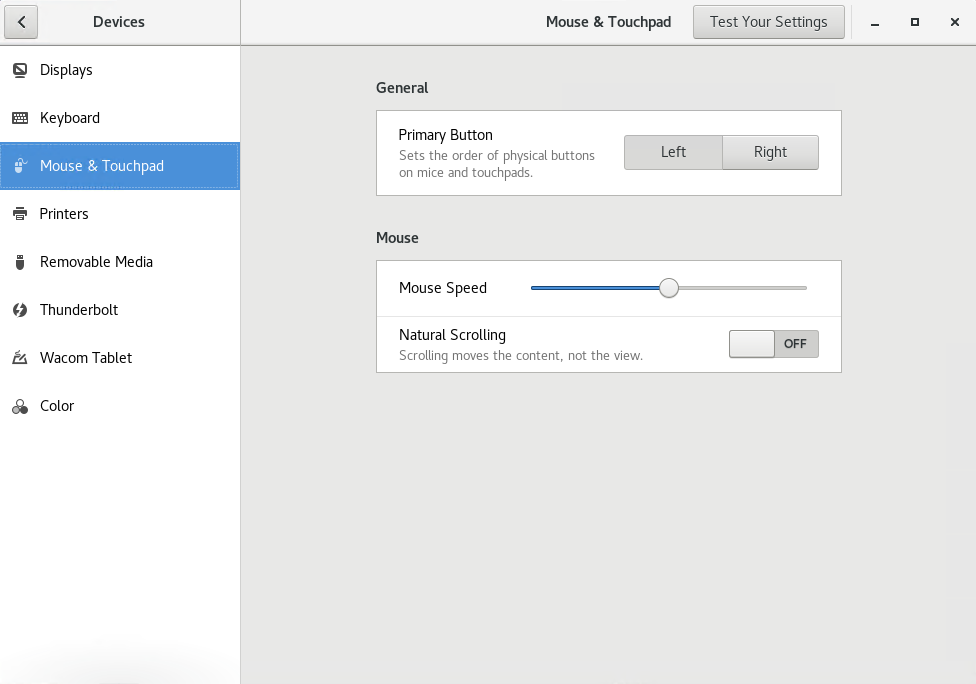 Devices
Mouse & Touchpad
Test Your Settings
Displays
Keyboard
Mouse & Touchpad
Printers
Removable Media
Thunderbolt
Wacom Tablet
Color
General
Primary Button
Sets the order of physical buttons
on mice and touchpads.
Left
Right
Mouse
Mouse Speed
Natural Scrolling
Scrolling moves the content, not the view.
OFF